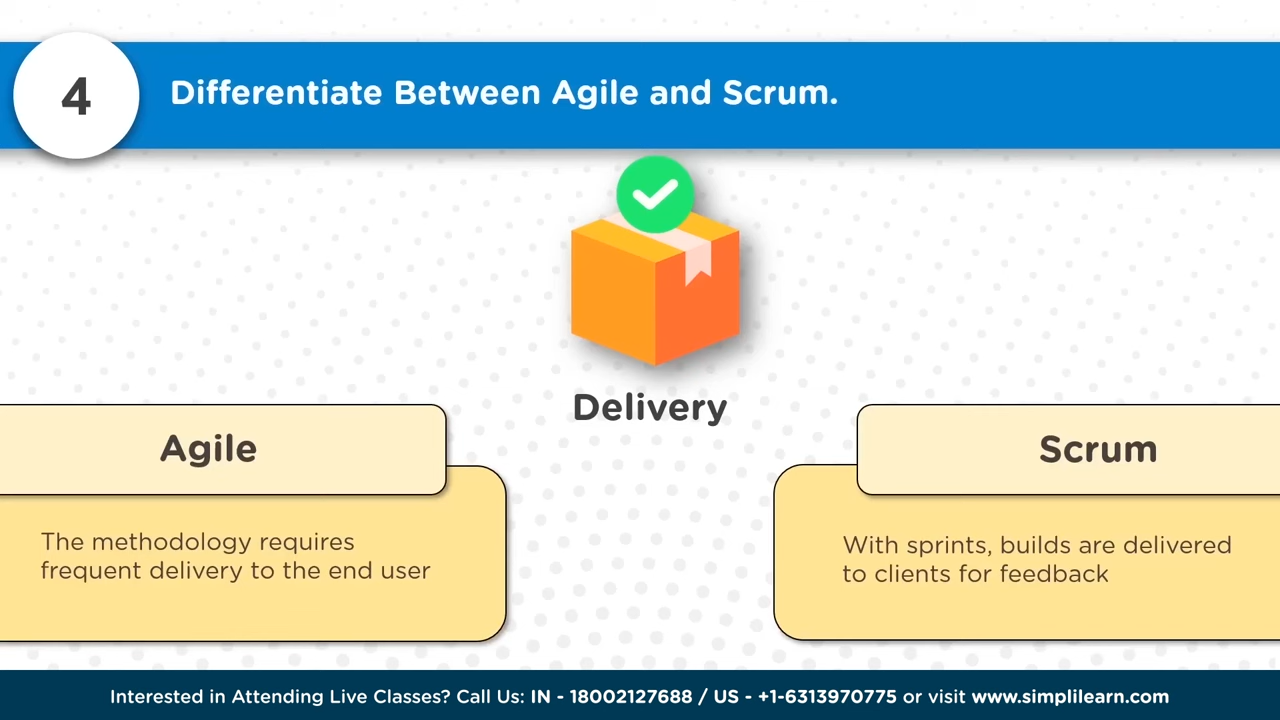 4
Differentiate Between Agile and Scrum.
Delivery
Agile
The methodology requires
frequent delivery to the end user
Scrum
With sprints, builds are delivered
to clients for feedback
Interested in Attending Live Classes? Call Us: IN - 18002127688 / US - +1-6313970775 or visit www.simplilearn.com